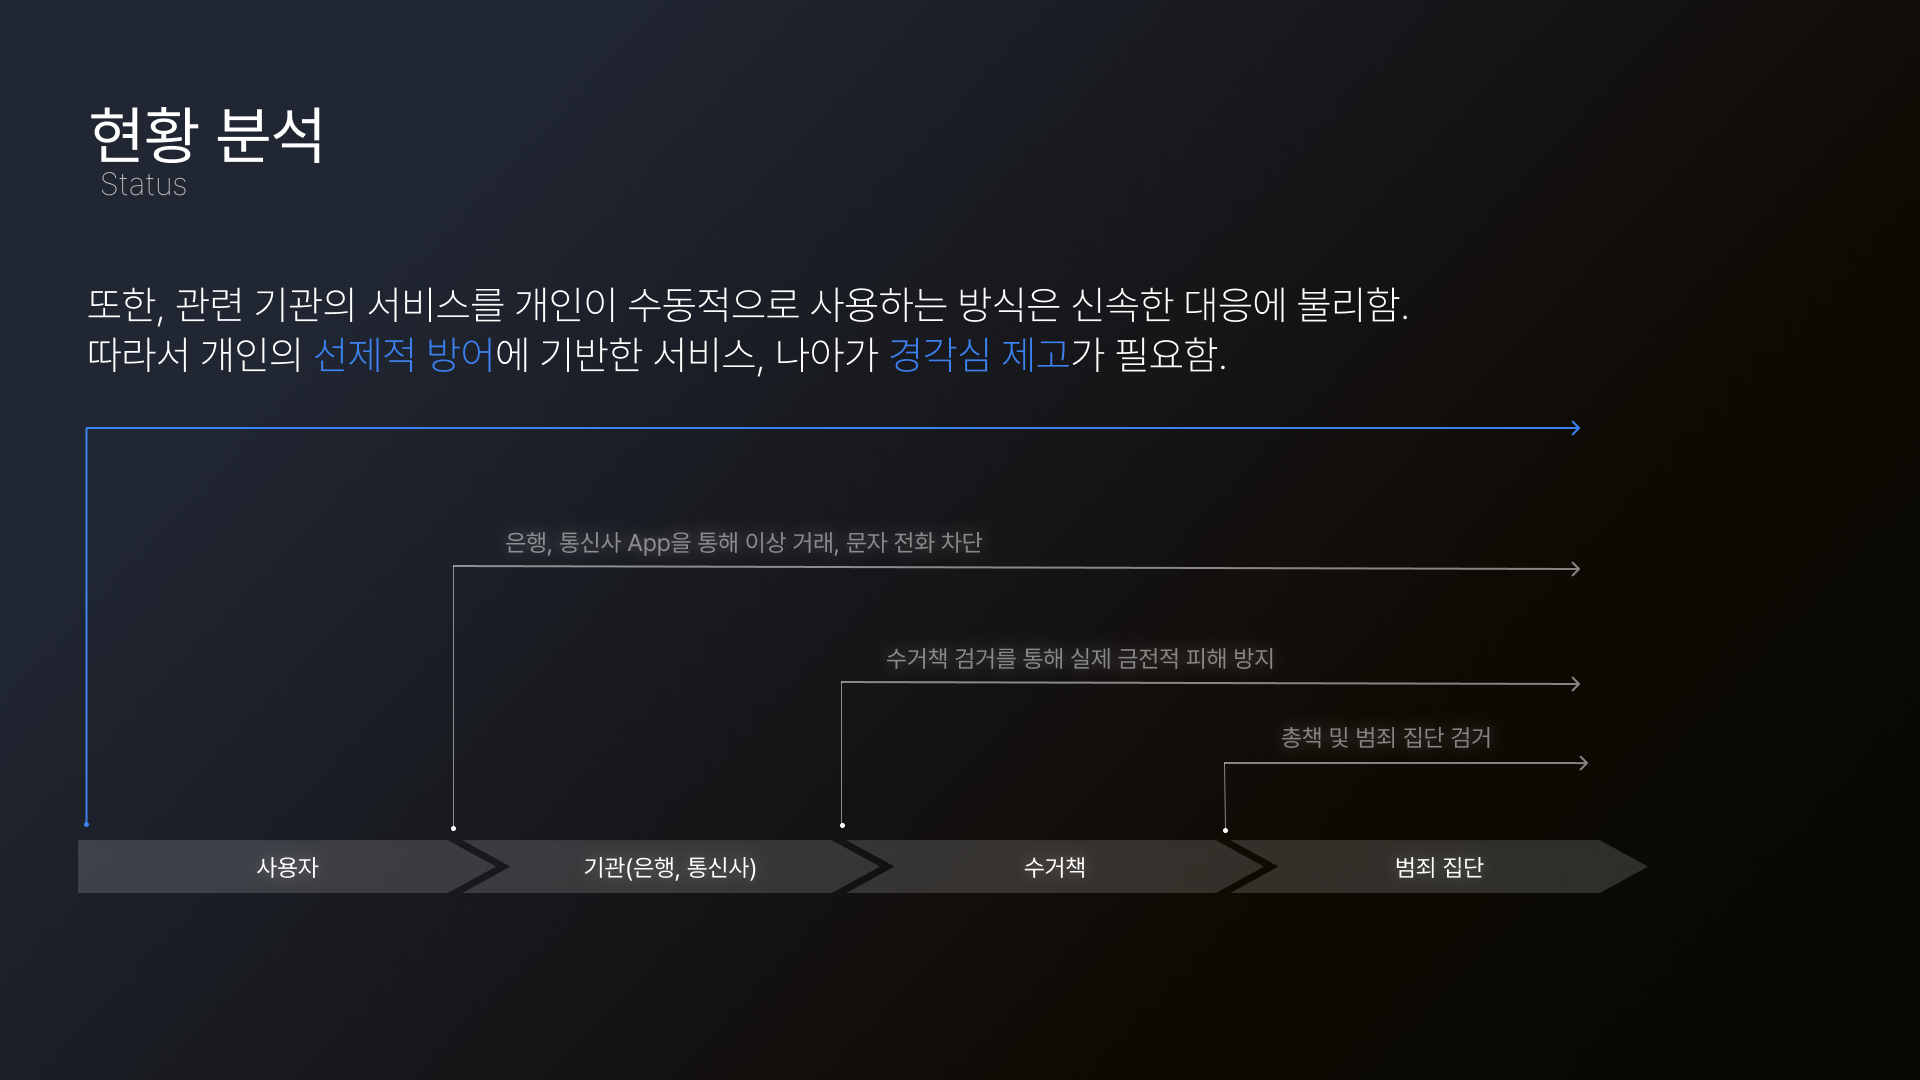 현황 분석
Status
또한, 관련 기관의 서비스를 개인이 수동적으로 사용하는 방식은 신속한 대응에 불리함.
따라서 개인의 선제적 방어에 기반한 서비스, 나아가 경각심 제고가 필요함.
은행, 통신사 App을 통해 이상 거래, 문자 전화 차단
수거책 검거를 통해 실제 금전적 피해 방지
총책 및 범죄 집단 검거
사용자
기관(은행, 통신사)
수거책
범죄 집단